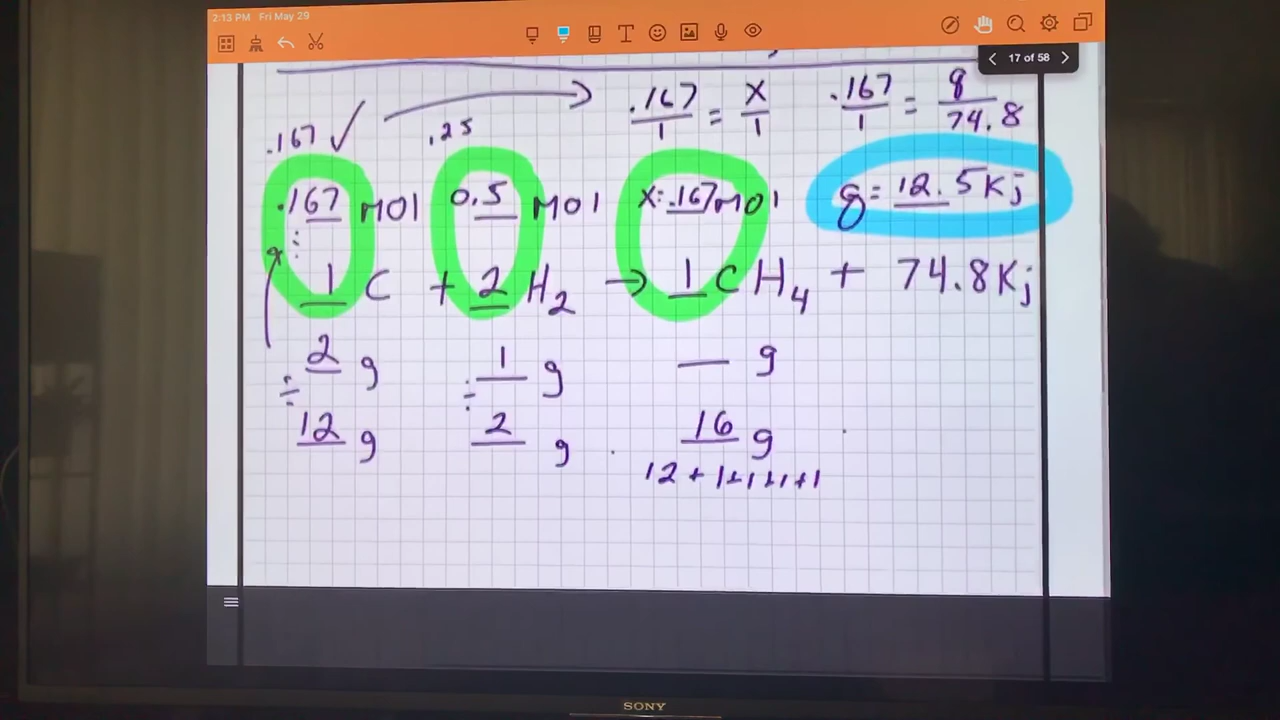 2:13 PM Fri May 29
17 of 58
.167/1 = x/1 .167/1 = q/74.8
.167 ✓ .25
.167 MOl 0.5 MOl x: .167 MOl q = 12.5 Kj
1 C + 2 H2 → 1 CH4 + 74.8 Kj
2 g 1 g — g
÷ ÷
12 g 2 g 16 g
12 + 1+1+1+1
SONY